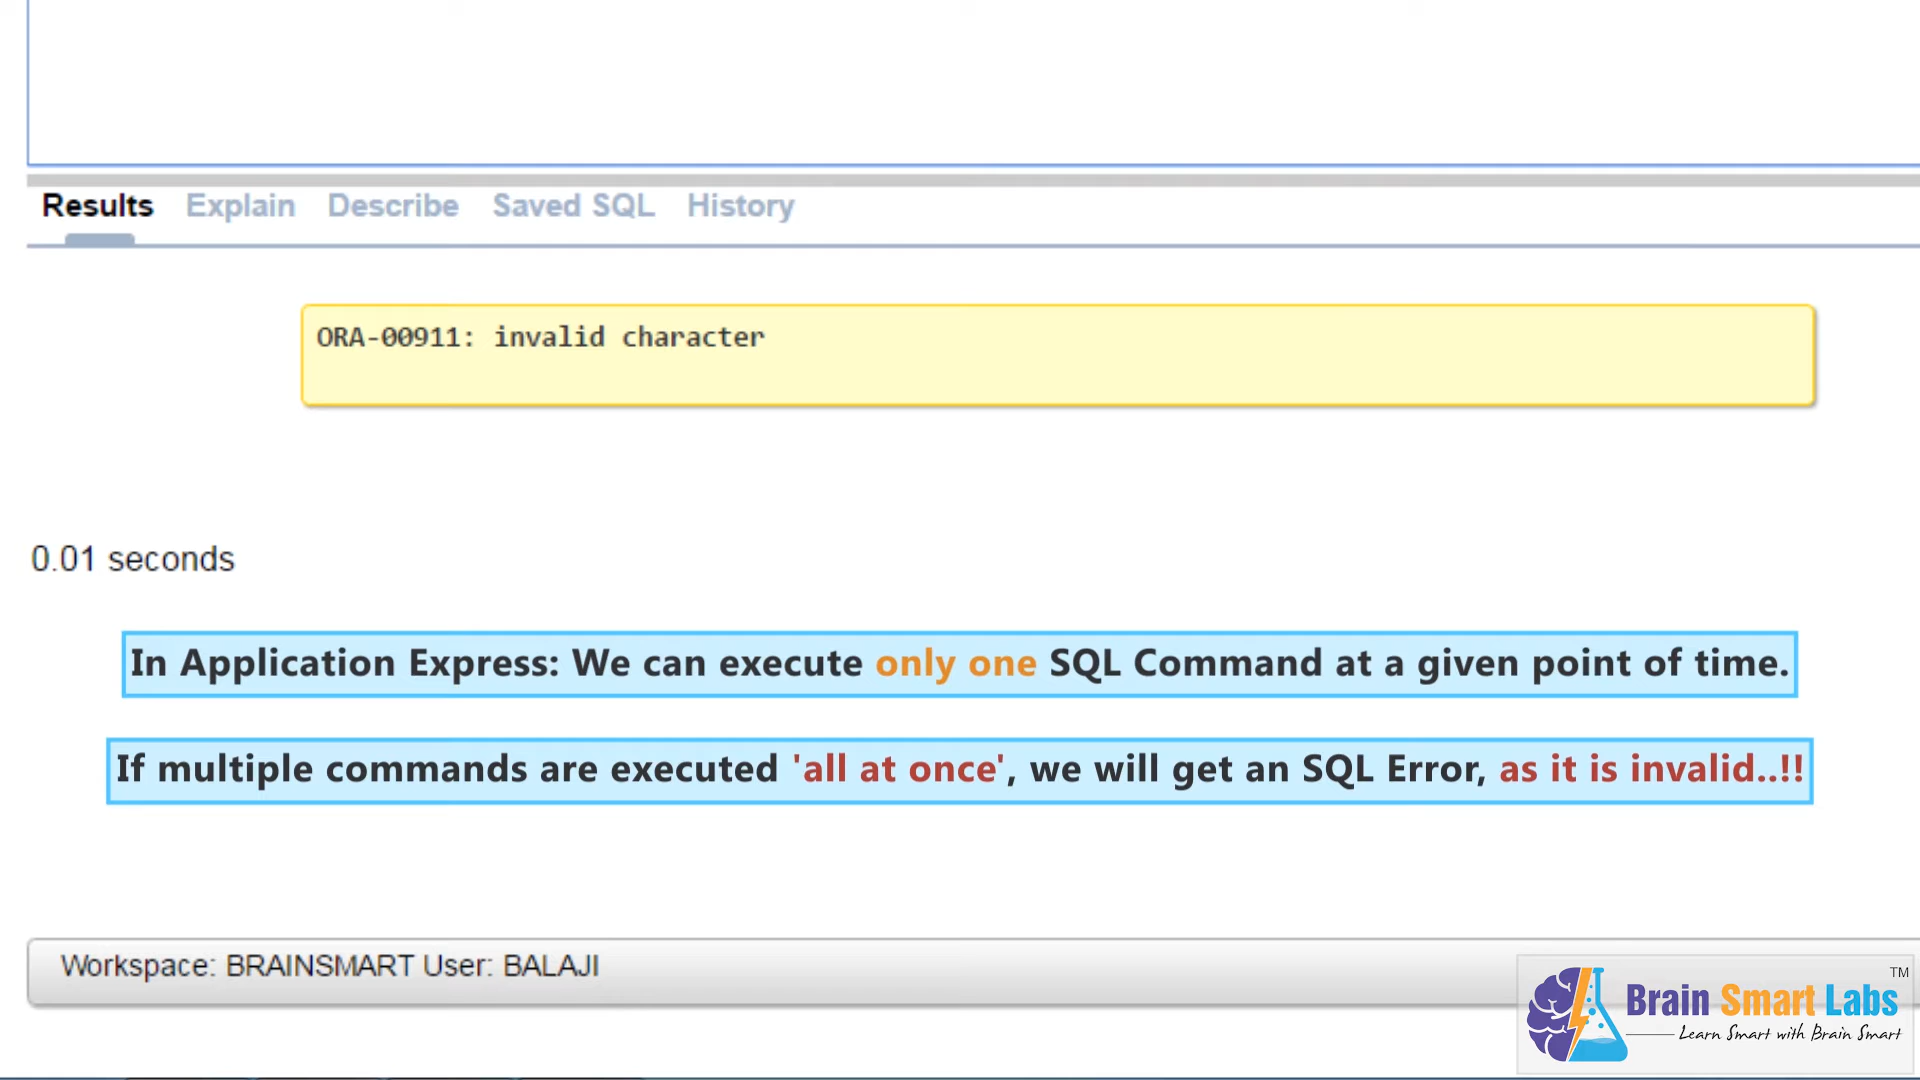 Results Explain Describe Saved SQL History
ORA-00911: invalid character
0.01 seconds
In Application Express: We can execute only one SQL Command at a given point of time.
If multiple commands are executed 'all at once', we will get an SQL Error, as it is invalid..!!
Workspace: BRAINSMART User: BALAJI
TM
Brain Smart Labs
Learn Smart with Brain Smart